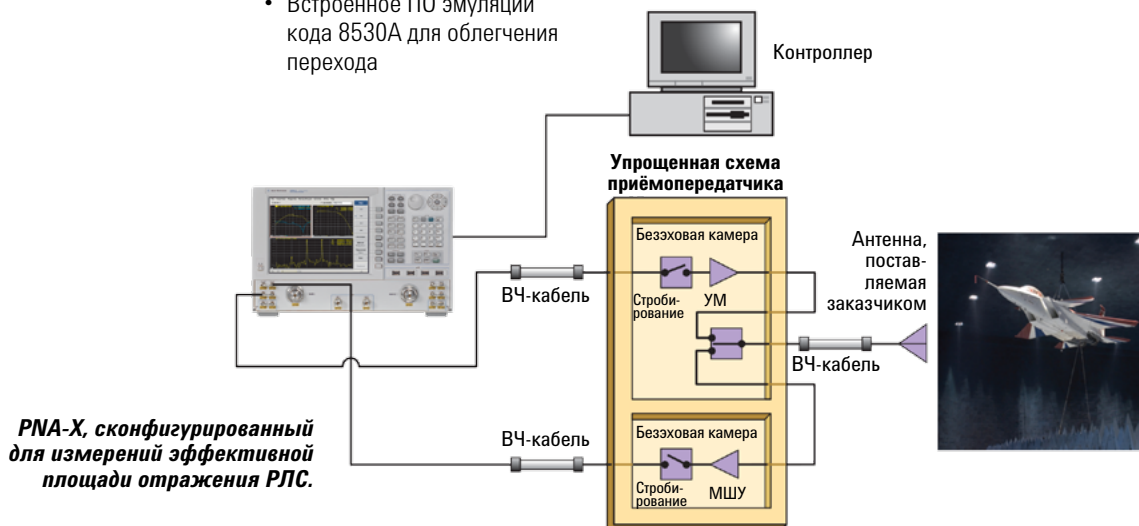 • Встроенное ПО эмуляции
кода 8530A для облегчения
перехода
Контроллер
Упрощенная схема
приёмопередатчика
Безэховая камера
Строби-
рование
УМ
ВЧ-кабель
Антенна,
постав-
ляемая
заказчиком
ВЧ-кабель
PNA-X, сконфигурированный
для измерений эффективной
площади отражения РЛС.
ВЧ-кабель
Безэховая камера
Строби-
рование
МШУ